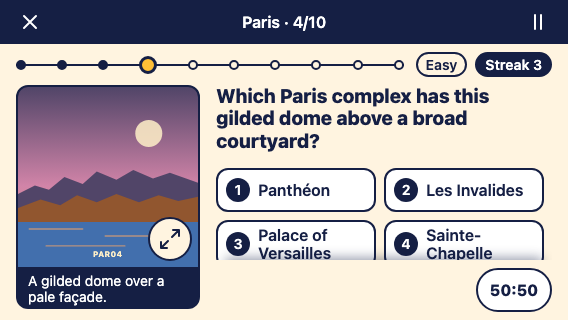 Paris · 4/10
Easy
Streak 3
Which Paris complex has this
gilded dome above a broad
courtyard?
1 Panthéon
2 Les Invalides
3 Palace of
Versailles
4 Sainte-
Chapelle
PAR04
A gilded dome over a
pale façade.
50:50